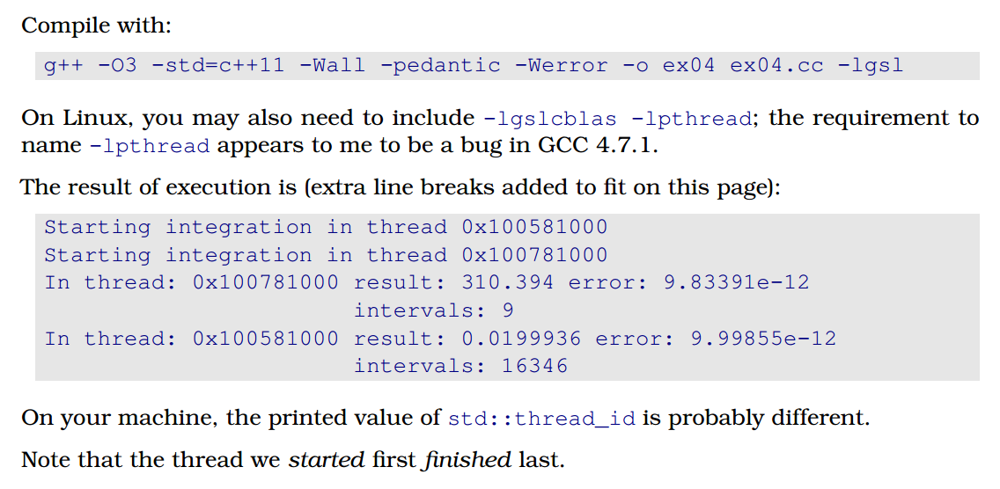 Compile with:
g++ -O3 -std=c++11 -Wall -pedantic -Werror -o ex04 ex04.cc -lgsl
On Linux, you may also need to include -lgslcblas -lpthread; the requirement to
name -lpthread appears to me to be a bug in GCC 4.7.1.
The result of execution is (extra line breaks added to fit on this page):
Starting integration in thread 0x100581000
Starting integration in thread 0x100781000
In thread: 0x100781000 result: 310.394 error: 9.83391e-12
intervals: 9
In thread: 0x100581000 result: 0.0199936 error: 9.99855e-12
intervals: 16346
On your machine, the printed value of std::thread_id is probably different.
Note that the thread we started first finished last.